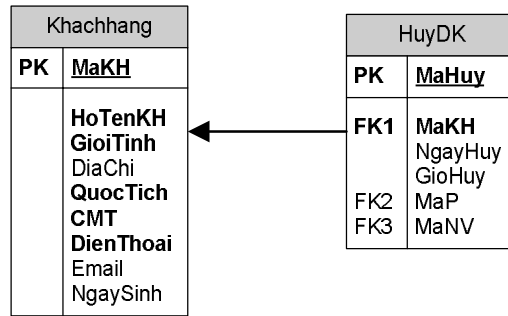 Khachhang
PK MaKH
HoTenKH
GioiTinh
DiaChi
QuocTich
CMT
DienThoai
Email
NgaySinh
HuyDK
PK MaHuy
FK1 MaKH
NgayHuy
GioHuy
FK2 MaP
FK3 MaNV